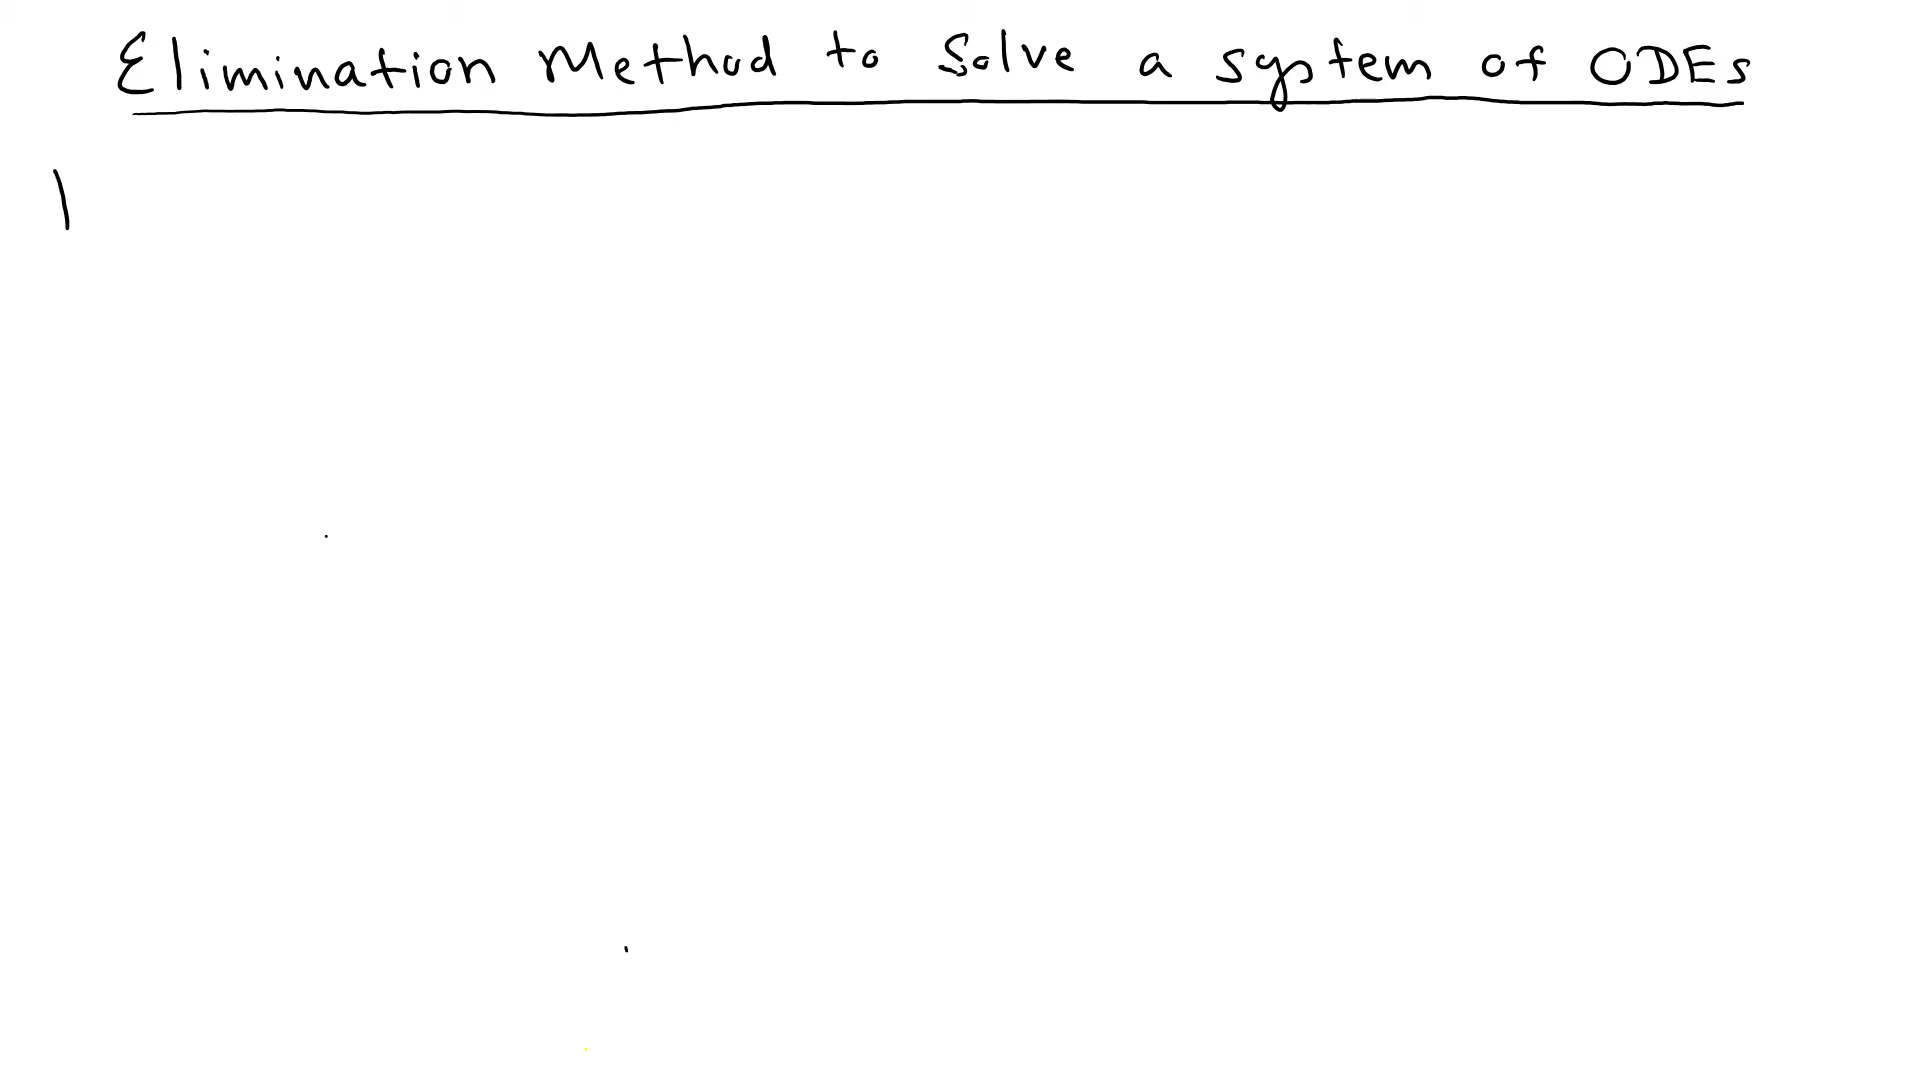 Elimination Method to Solve a system of ODEs